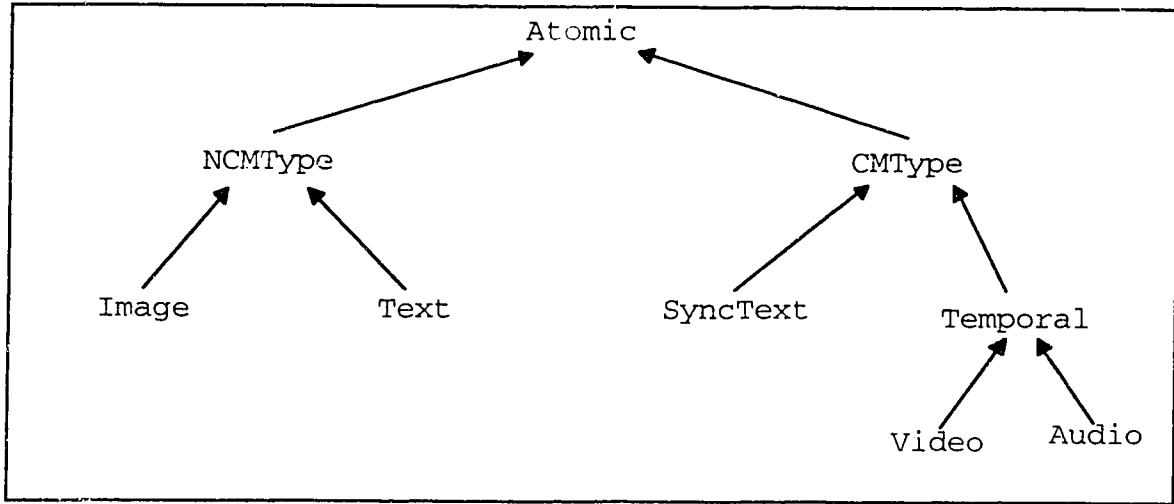 Atomic
NCMType
CMType
Image
Text
SyncText
Temporal
Video
Audio